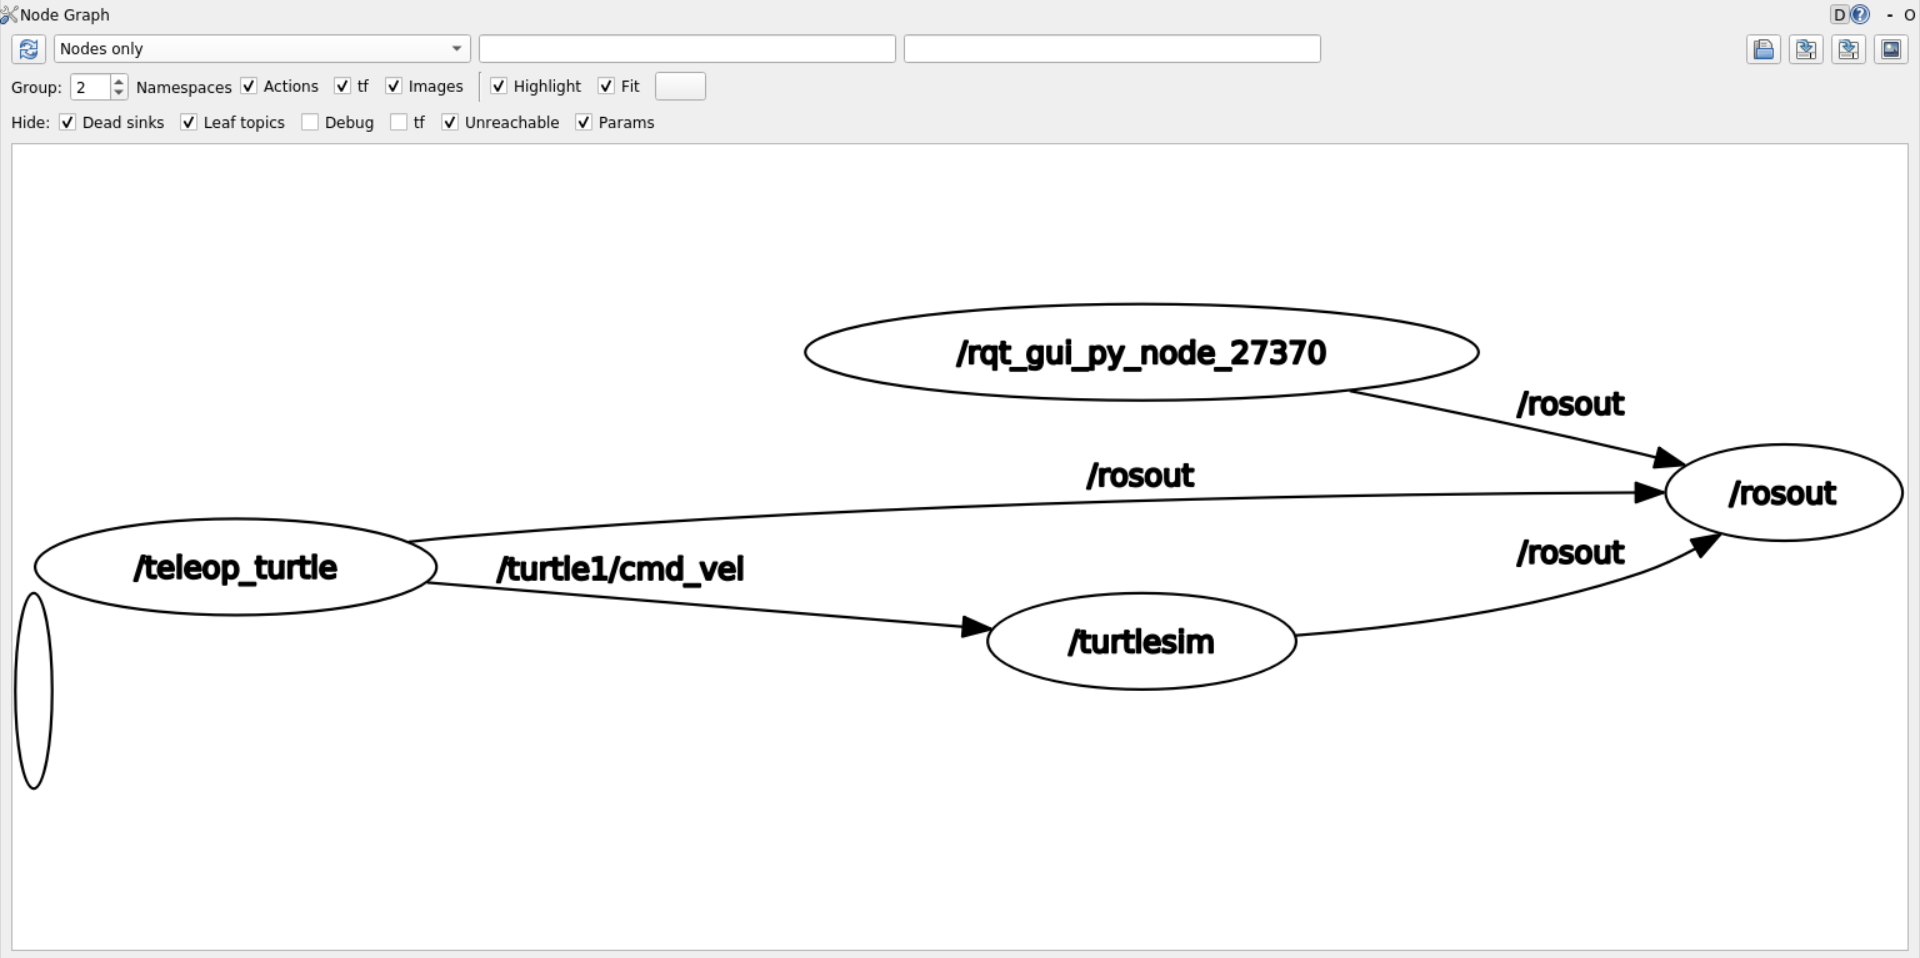 Node Graph
D ? - O
Nodes only
Group: 2 Namespaces Actions tf Images Highlight Fit
Hide: Dead sinks Leaf topics Debug tf Unreachable Params
/rqt_gui_py_node_27370
/rosout
/rosout
/rosout
/teleop_turtle
/turtle1/cmd_vel
/rosout
/turtlesim